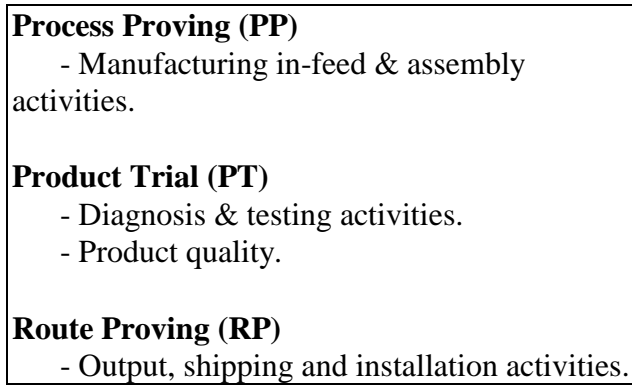 Process Proving (PP)
- Manufacturing in-feed & assembly
activities.
Product Trial (PT)
- Diagnosis & testing activities.
- Product quality.
Route Proving (RP)
- Output, shipping and installation activities.